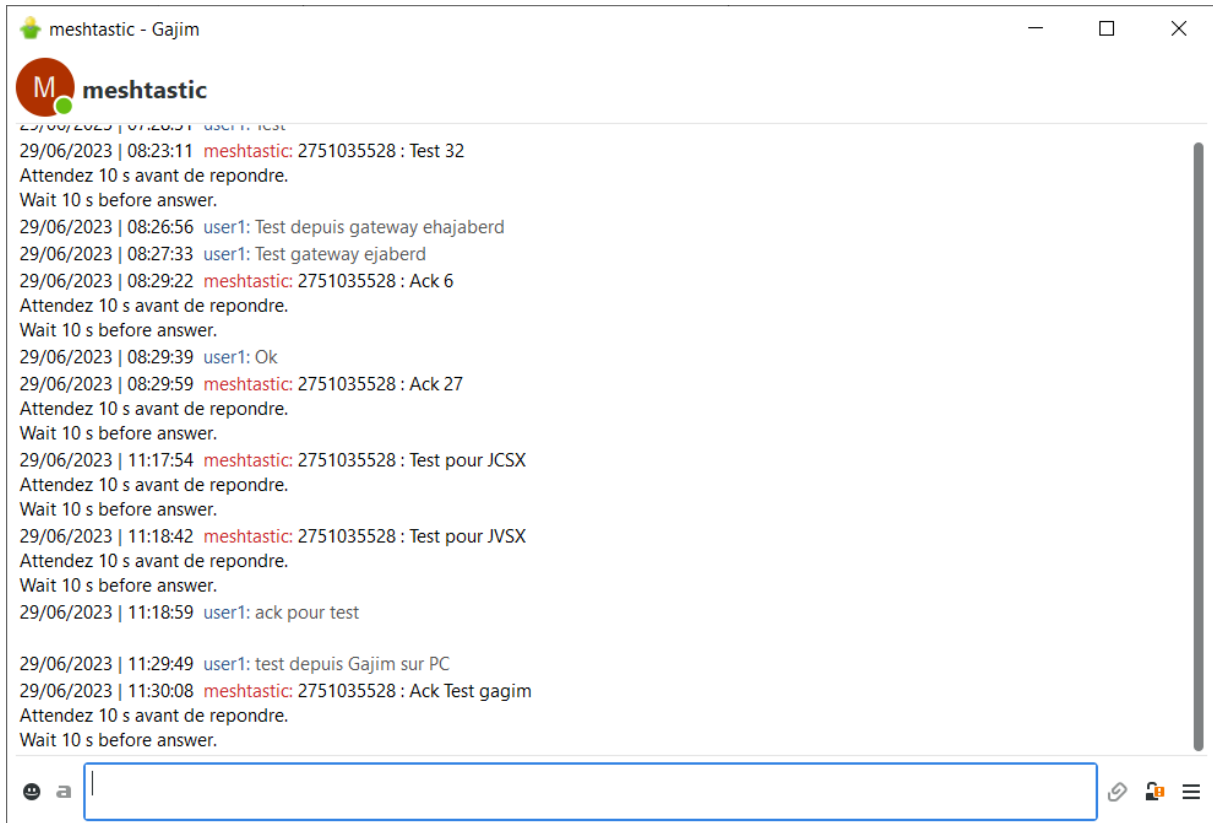 meshtastic - Gajim
M meshtastic
29/06/2023 | 07:28:51 user1: Test
29/06/2023 | 08:23:11 meshtastic: 2751035528 : Test 32
Attendez 10 s avant de repondre.
Wait 10 s before answer.
29/06/2023 | 08:26:56 user1: Test depuis gateway ehajaberd
29/06/2023 | 08:27:33 user1: Test gateway ejaberd
29/06/2023 | 08:29:22 meshtastic: 2751035528 : Ack 6
Attendez 10 s avant de repondre.
Wait 10 s before answer.
29/06/2023 | 08:29:39 user1: Ok
29/06/2023 | 08:29:59 meshtastic: 2751035528 : Ack 27
Attendez 10 s avant de repondre.
Wait 10 s before answer.
29/06/2023 | 11:17:54 meshtastic: 2751035528 : Test pour JCSX
Attendez 10 s avant de repondre.
Wait 10 s before answer.
29/06/2023 | 11:18:42 meshtastic: 2751035528 : Test pour JVSX
Attendez 10 s avant de repondre.
Wait 10 s before answer.
29/06/2023 | 11:18:59 user1: ack pour test
29/06/2023 | 11:29:49 user1: test depuis Gajim sur PC
29/06/2023 | 11:30:08 meshtastic: 2751035528 : Ack Test gagim
Attendez 10 s avant de repondre.
Wait 10 s before answer.
a